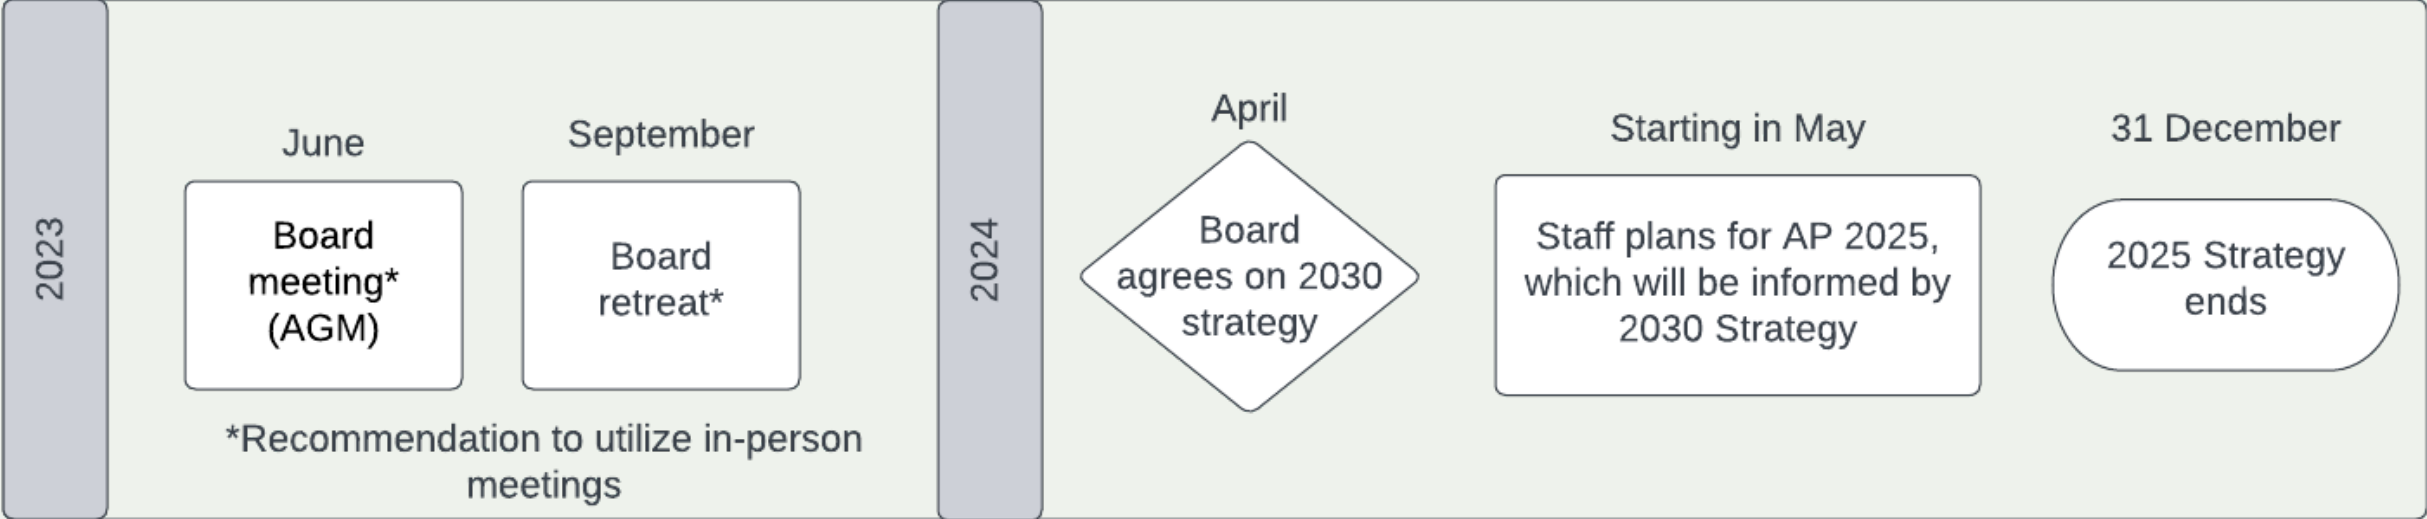 2023
June
Board
meeting*
(AGM)
September
Board
retreat*
*Recommendation to utilize in-person
meetings
2024
April
Board
agrees on 2030
strategy
Starting in May
Staff plans for AP 2025,
which will be informed by
2030 Strategy
31 December
2025 Strategy
ends